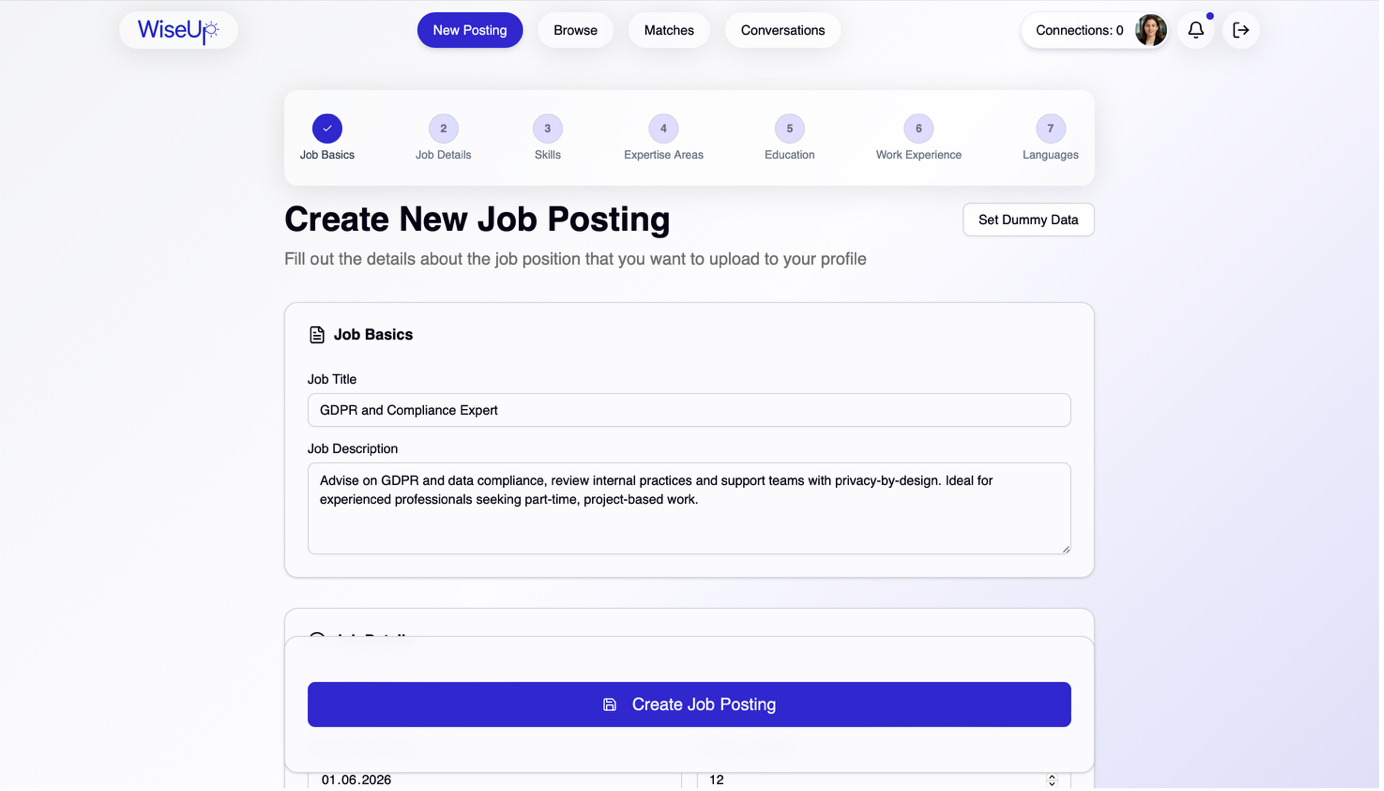 WiseUp
New Posting
Browse
Matches
Conversations
Connections: 0
2
3
4
5
6
7
Job Basics
Job Details
Skills
Expertise Areas
Education
Work Experience
Languages
Create New Job Posting
Set Dummy Data
Fill out the details about the job position that you want to upload to your profile
Job Basics
Job Title
GDPR and Compliance Expert
Job Description
Advise on GDPR and data compliance, review internal practices and support teams with privacy-by-design. Ideal for
experienced professionals seeking part-time, project-based work.
Create Job Posting
01.06.2026
12